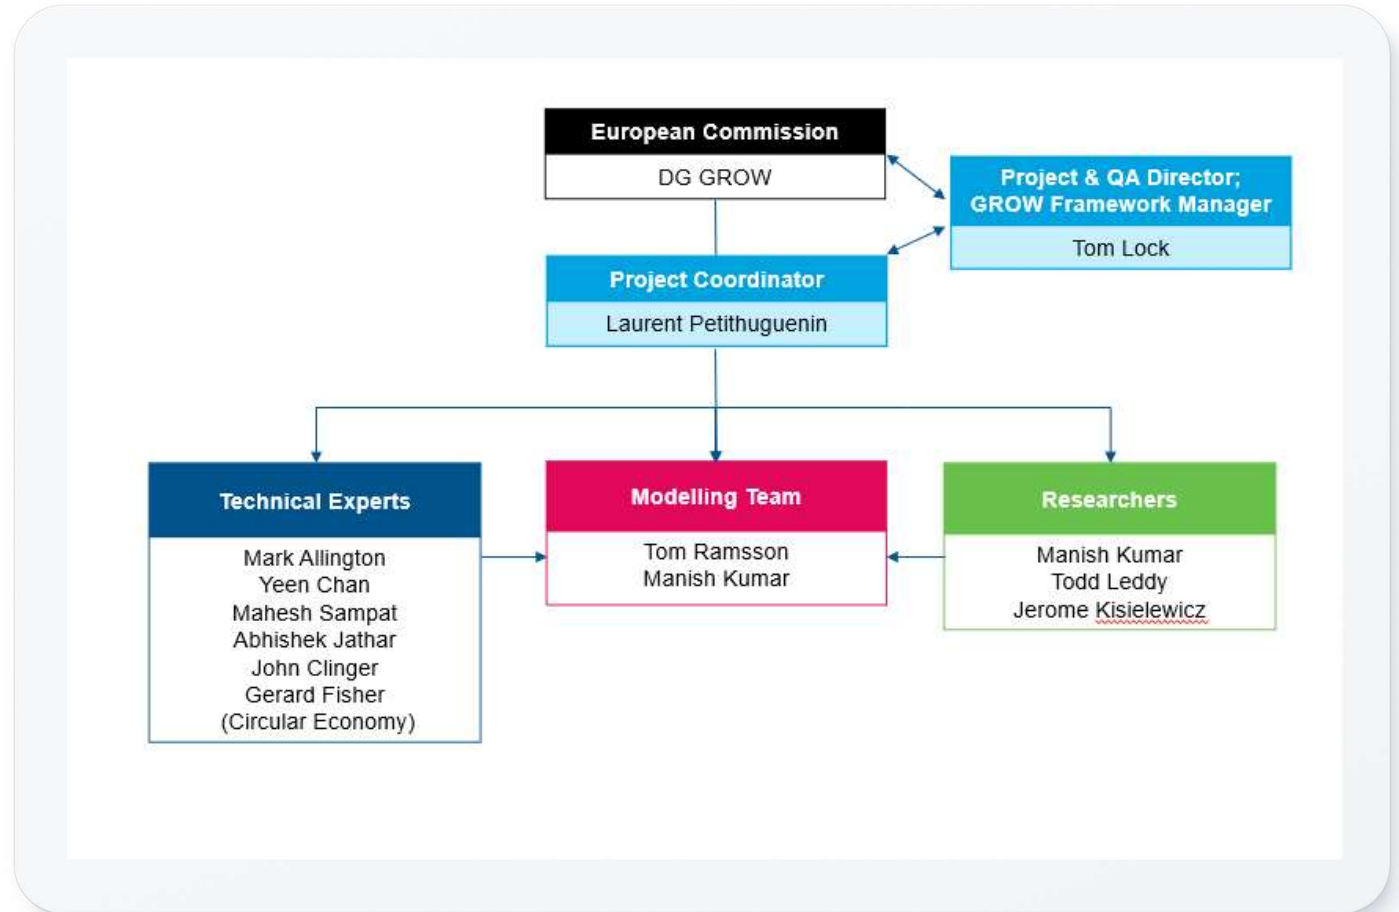 European Commission
DG GROW
Project & QA Director;
GROW Framework Manager
Tom Lock
Project Coordinator
Laurent Petithuguenin
Technical Experts
Mark Allington
Yeen Chan
Mahesh Sampat
Abhishek Jathar
John Clinger
Gerard Fisher
(Circular Economy)
Modelling Team
Tom Ramsson
Manish Kumar
Researchers
Manish Kumar
Todd Leddy
Jerome Kisielewicz